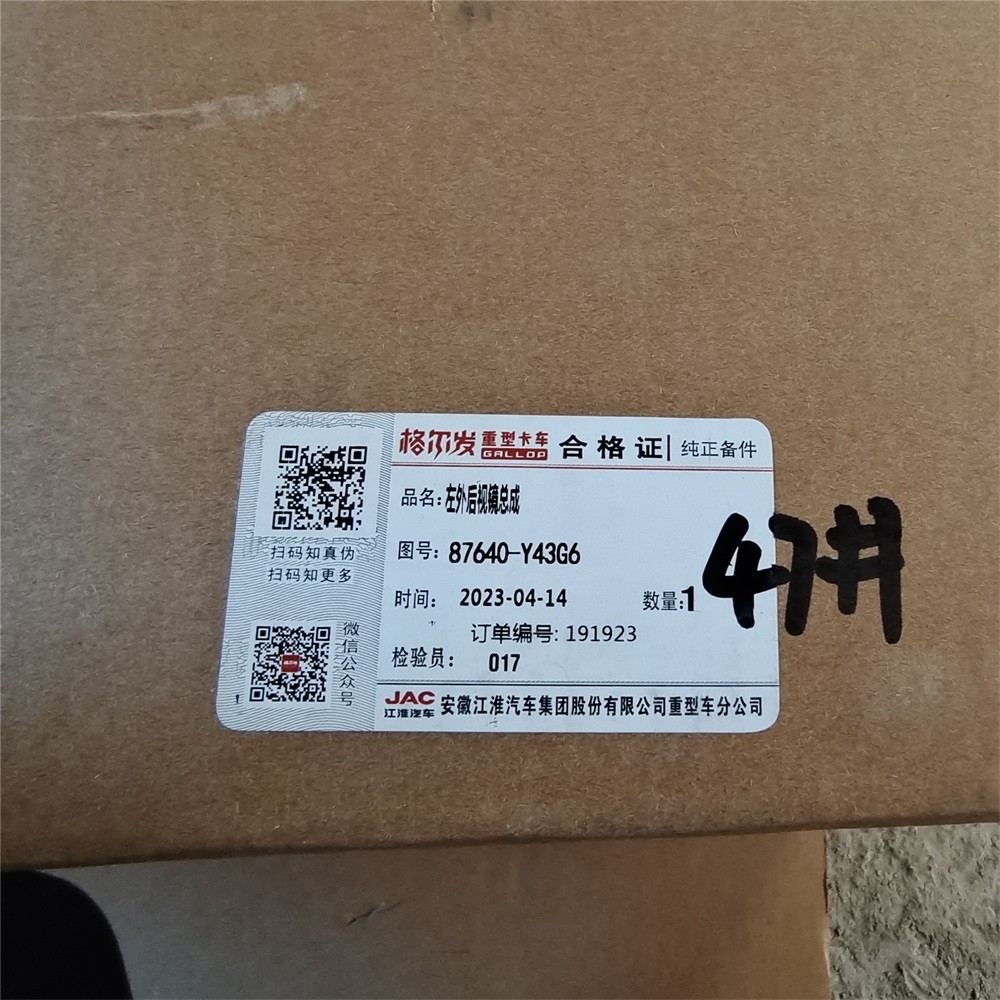 格尔发 重型卡车 GALLOP 合格证 | 纯正备件
品名:左外后视镜总成
图号: 87640-Y43G6
时间: 2023-04-14 数量:1
订单编号: 191923
检验员: 017
JAC 江淮汽车 安徽江淮汽车集团股份有限公司重型车分公司
扫码知真伪
扫码知更多
微信公众号
1
47#